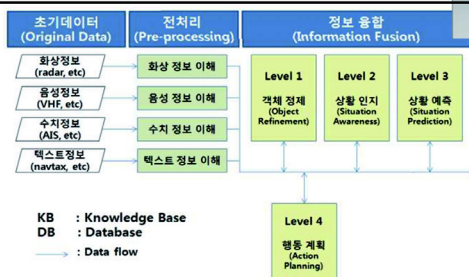 초기데이터
(Original Data)
전처리
(Pre-processing)
정보 융합
(Information Fusion)
화상정보
(radar, etc)
화상 정보 이해
음성정보
(VHF, etc)
음성 정보 이해
수치정보
(AIS, etc)
수치 정보 이해
텍스트정보
(navtax, etc)
텍스트 정보 이해
Level 1
객체 정제
(Object
Refinement)
Level 2
상황 인지
(Situation
Awareness)
Level 3
상황 예측
(Situation
Prediction)
KB : Knowledge Base
DB : Database
: Data flow
Level 4
행동 계획
(Action
Planning)